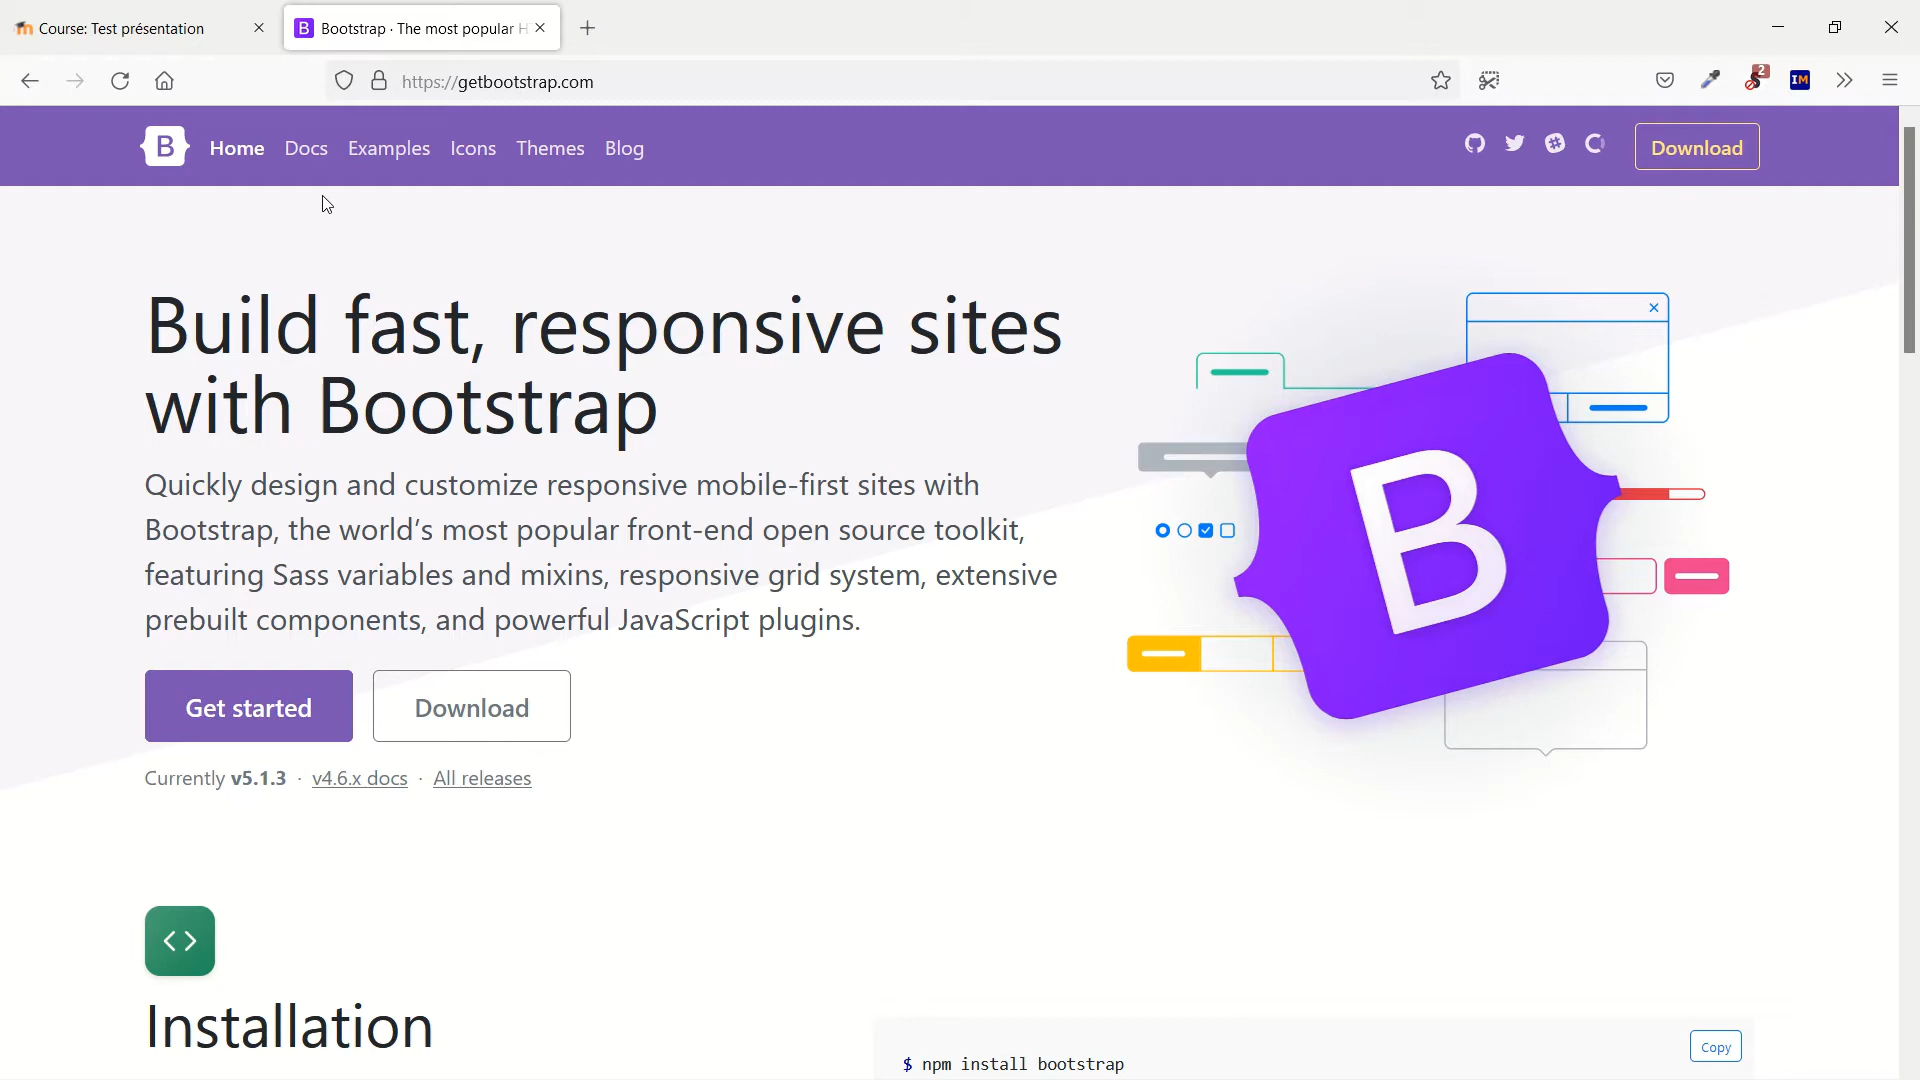 Course: Test présentation
B Bootstrap · The most popular H
https://getbootstrap.com
2
IM
B Home Docs Examples Icons Themes Blog Download
Build fast, responsive sites
with Bootstrap
B
Quickly design and customize responsive mobile-first sites with
Bootstrap, the world’s most popular front-end open source toolkit,
featuring Sass variables and mixins, responsive grid system, extensive
prebuilt components, and powerful JavaScript plugins.
Get started Download
Currently v5.1.3 · v4.6.x docs · All releases
Installation
$ npm install bootstrap
Copy